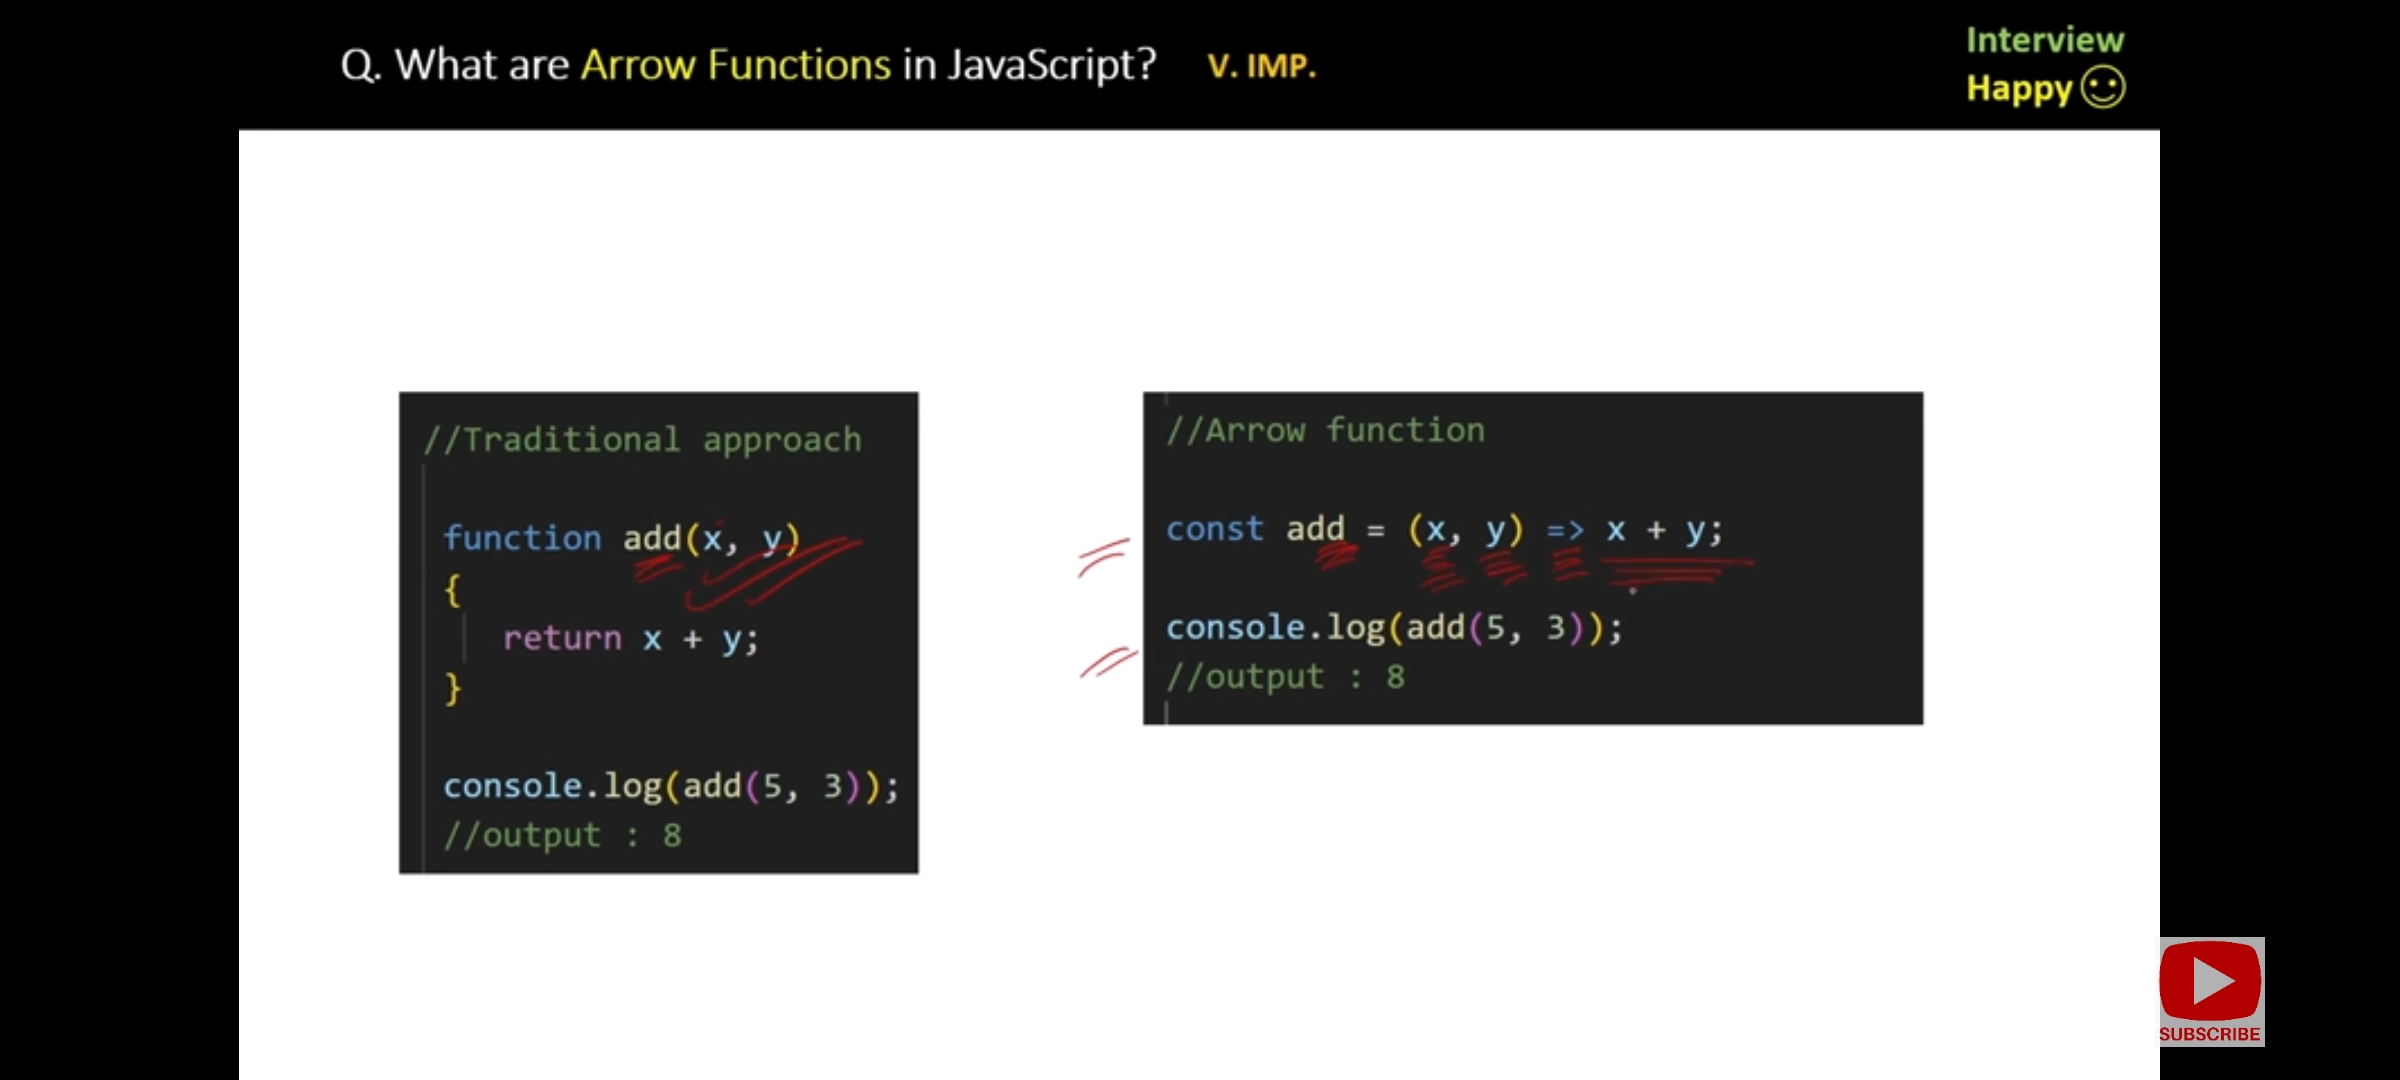 Q. What are Arrow Functions in JavaScript? V. IMP.
Interview
Happy
//Traditional approach
function add(x, y)
{
return x + y;
}
console.log(add(5, 3));
//output : 8
//Arrow function
const add = (x, y) => x + y;
console.log(add(5, 3));
//output : 8
SUBSCRIBE